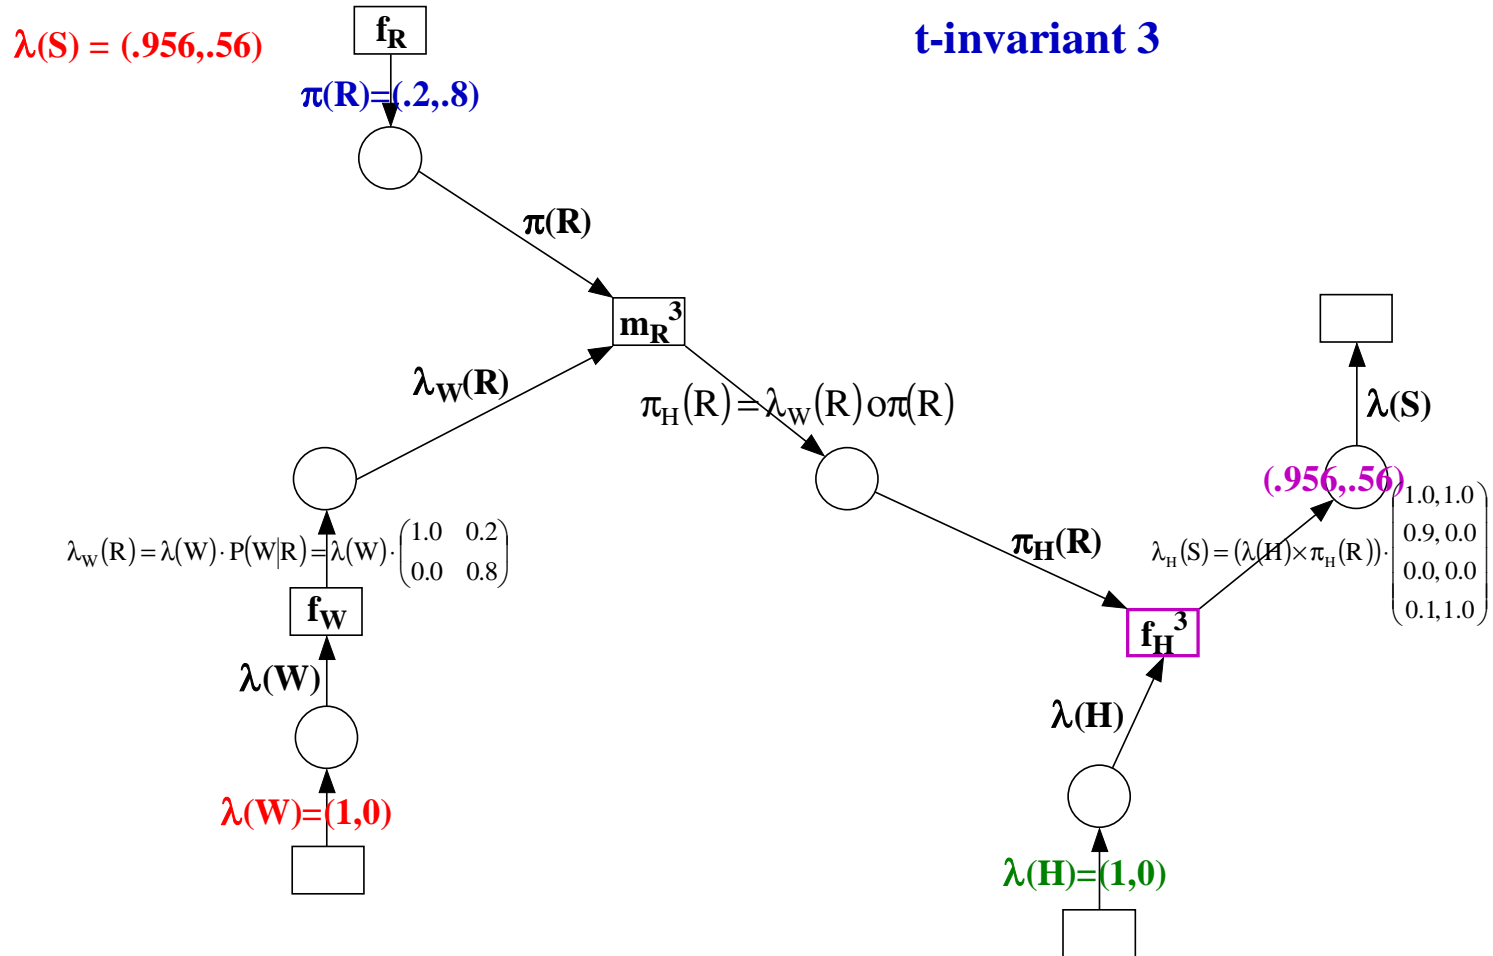 λ(S) = (.956,.56)
f_R
t-invariant 3
π(R)=(.2,.8)
π(R)
m_R^3
λ_W(R)
π_H(R)=λ_W(R)oπ(R)
λ(S)
(.956,.56)
λ_W(R)=λ(W)·P(W|R)=λ(W)·(1.0 0.2
0.0 0.8)
π_H(R)
λ_H(S)=(λ(H)×π_H(R))·(1.0,1.0
0.9,0.0
0.0,0.0
0.1,1.0)
f_W
f_H^3
λ(W)
λ(H)
λ(W)=(1,0)
λ(H)=(1,0)